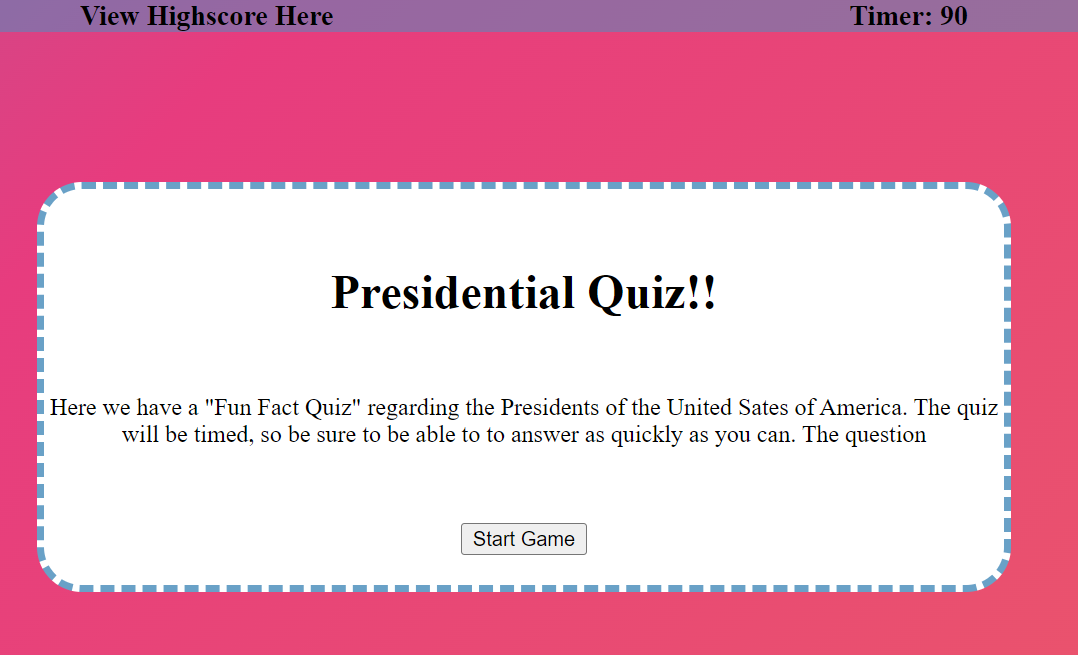 View Highscore Here
Timer: 90
Presidential Quiz!!
Here we have a "Fun Fact Quiz" regarding the Presidents of the United Sates of America. The quiz
will be timed, so be sure to be able to to answer as quickly as you can. The question
Start Game